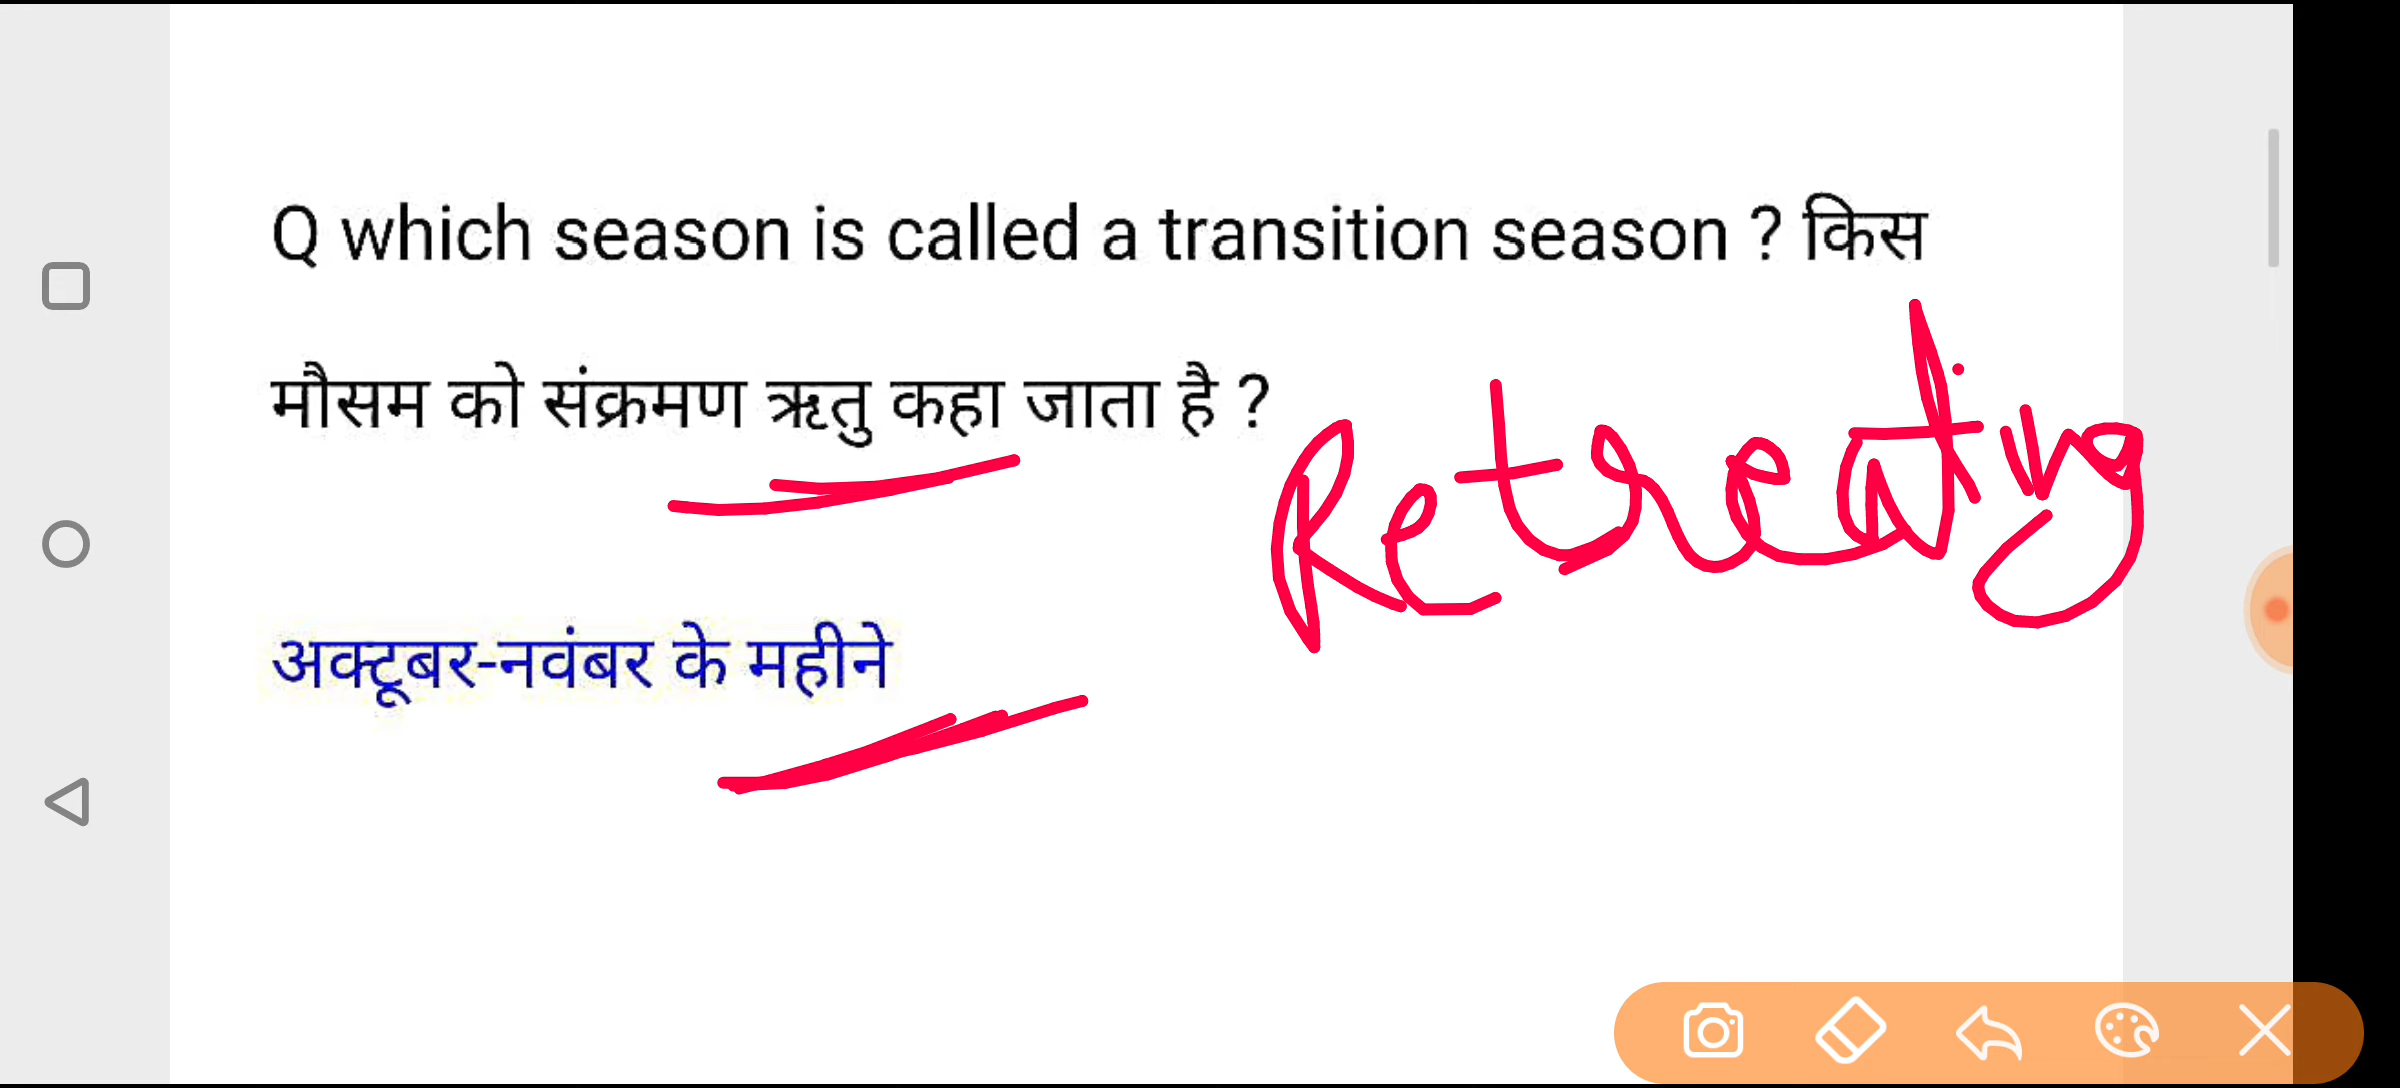 Q which season is called a transition season ? किस
मौसम को संक्रमण ऋतु कहा जाता है ?
Retreating
अक्टूबर-नवंबर के महीने